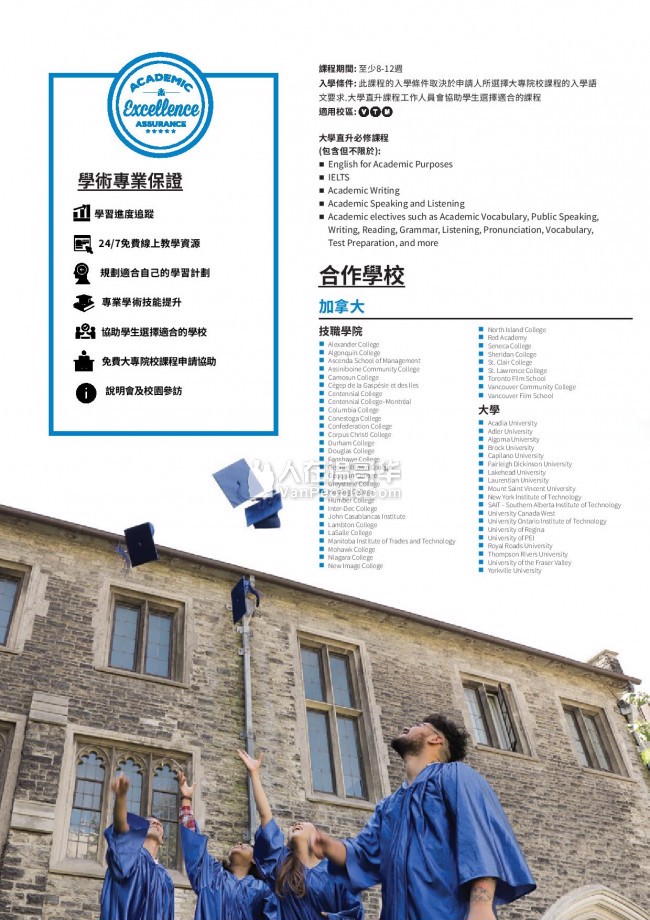 ACADEMIC
Excellence
ASSURANCE
學術專業保證
學習進度追蹤
24/7免費線上教學資源
規劃適合自己的學習計劃
專業學術技能提升
協助學生選擇適合的學校
免費大專院校課程申請協助
說明會及校園參訪
課程期間: 至少8-12週
入學條件: 此課程的入學條件取決於申請人所選擇大專院校課程的入學語
文要求.大學直升課程工作人員會協助學生選擇適合的課程
適用校區: V T M
大學直升必修課程
(包含但不限於):
■ English for Academic Purposes
■ IELTS
■ Academic Writing
■ Academic Speaking and Listening
■ Academic electives such as Academic Vocabulary, Public Speaking,
Writing, Reading, Grammar, Listening, Pronunciation, Vocabulary,
Test Preparation, and more
合作學校
加拿大
技職學院
■ Alexander College
■ Algonquin College
■ Ascenda School of Management
■ Assiniboine Community College
■ Camosun College
■ Cégep de la Gaspésie et des Iles
■ Centennial College
■ Centennial College-Montréal
■ Columbia College
■ Conestoga College
■ Confederation College
■ Corpus Christi College
■ Durham College
■ Douglas College
■ Fanshawe College
■ Humber College
■ Inter-Dec College
■ John Casablancas Institute
■ Lambton College
■ LaSalle College
■ Manitoba Institute of Trades and Technology
■ Mohawk College
■ Niagara College
■ New Image College
■ North Island College
■ Red Academy
■ Seneca College
■ Sheridan College
■ St. Clair College
■ St. Lawrence College
■ Toronto Film School
■ Vancouver Community College
■ Vancouver Film School
大學
■ Acadia University
■ Adler University
■ Algoma University
■ Brock University
■ Capilano University
■ Fairleigh Dickinson University
■ Lakehead University
■ Laurentian University
■ Mount Saint Vincent University
■ New York Institute of Technology
■ SAIT – Southern Alberta Institute of Technology
■ University Canada West
■ University Ontario Institute of Technology
■ University of Regina
■ University of PEI
■ Royal Roads University
■ Thompson Rivers University
■ University of the Fraser Valley
■ Yorkville University
人在温哥华
VanPeople.com